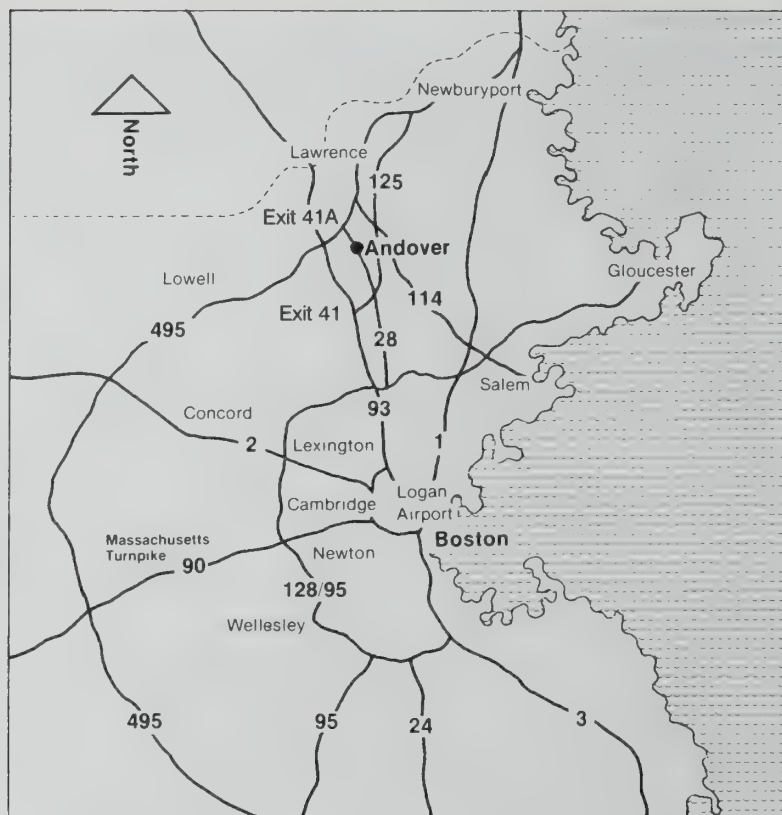 Newburyport
North
Lawrence
125
Exit 41A
Andover
Gloucester
Lowell
Exit 41
114
495
28
Salem
Concord
93
2
Lexington
1
Logan
Airport
Cambridge
Boston
Massachusetts
Turnpike
90
Newton
128/95
Wellesley
495
95
24
3